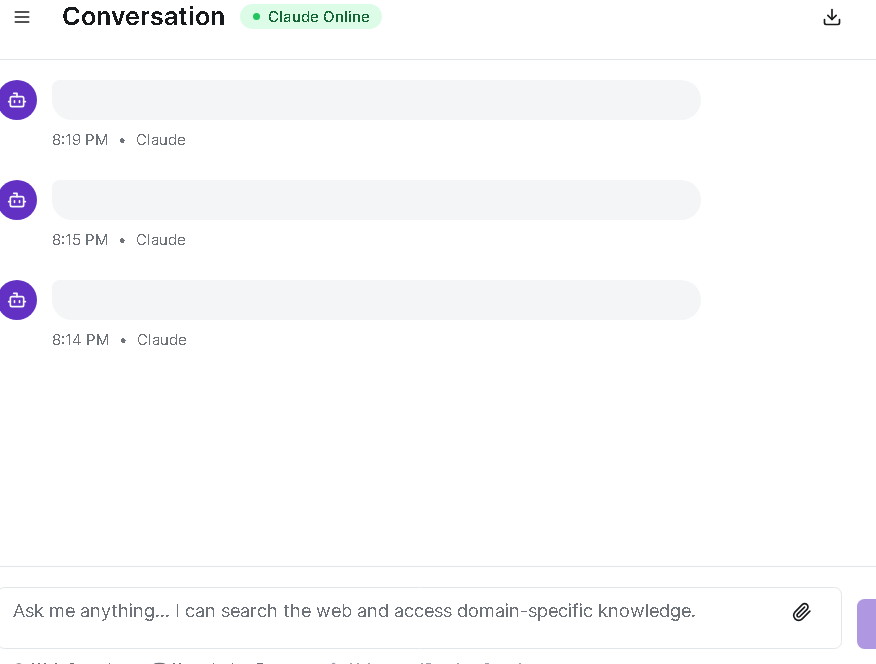 Conversation
Claude Online
8:19 PM • Claude
8:15 PM • Claude
8:14 PM • Claude
Ask me anything... I can search the web and access domain-specific knowledge.